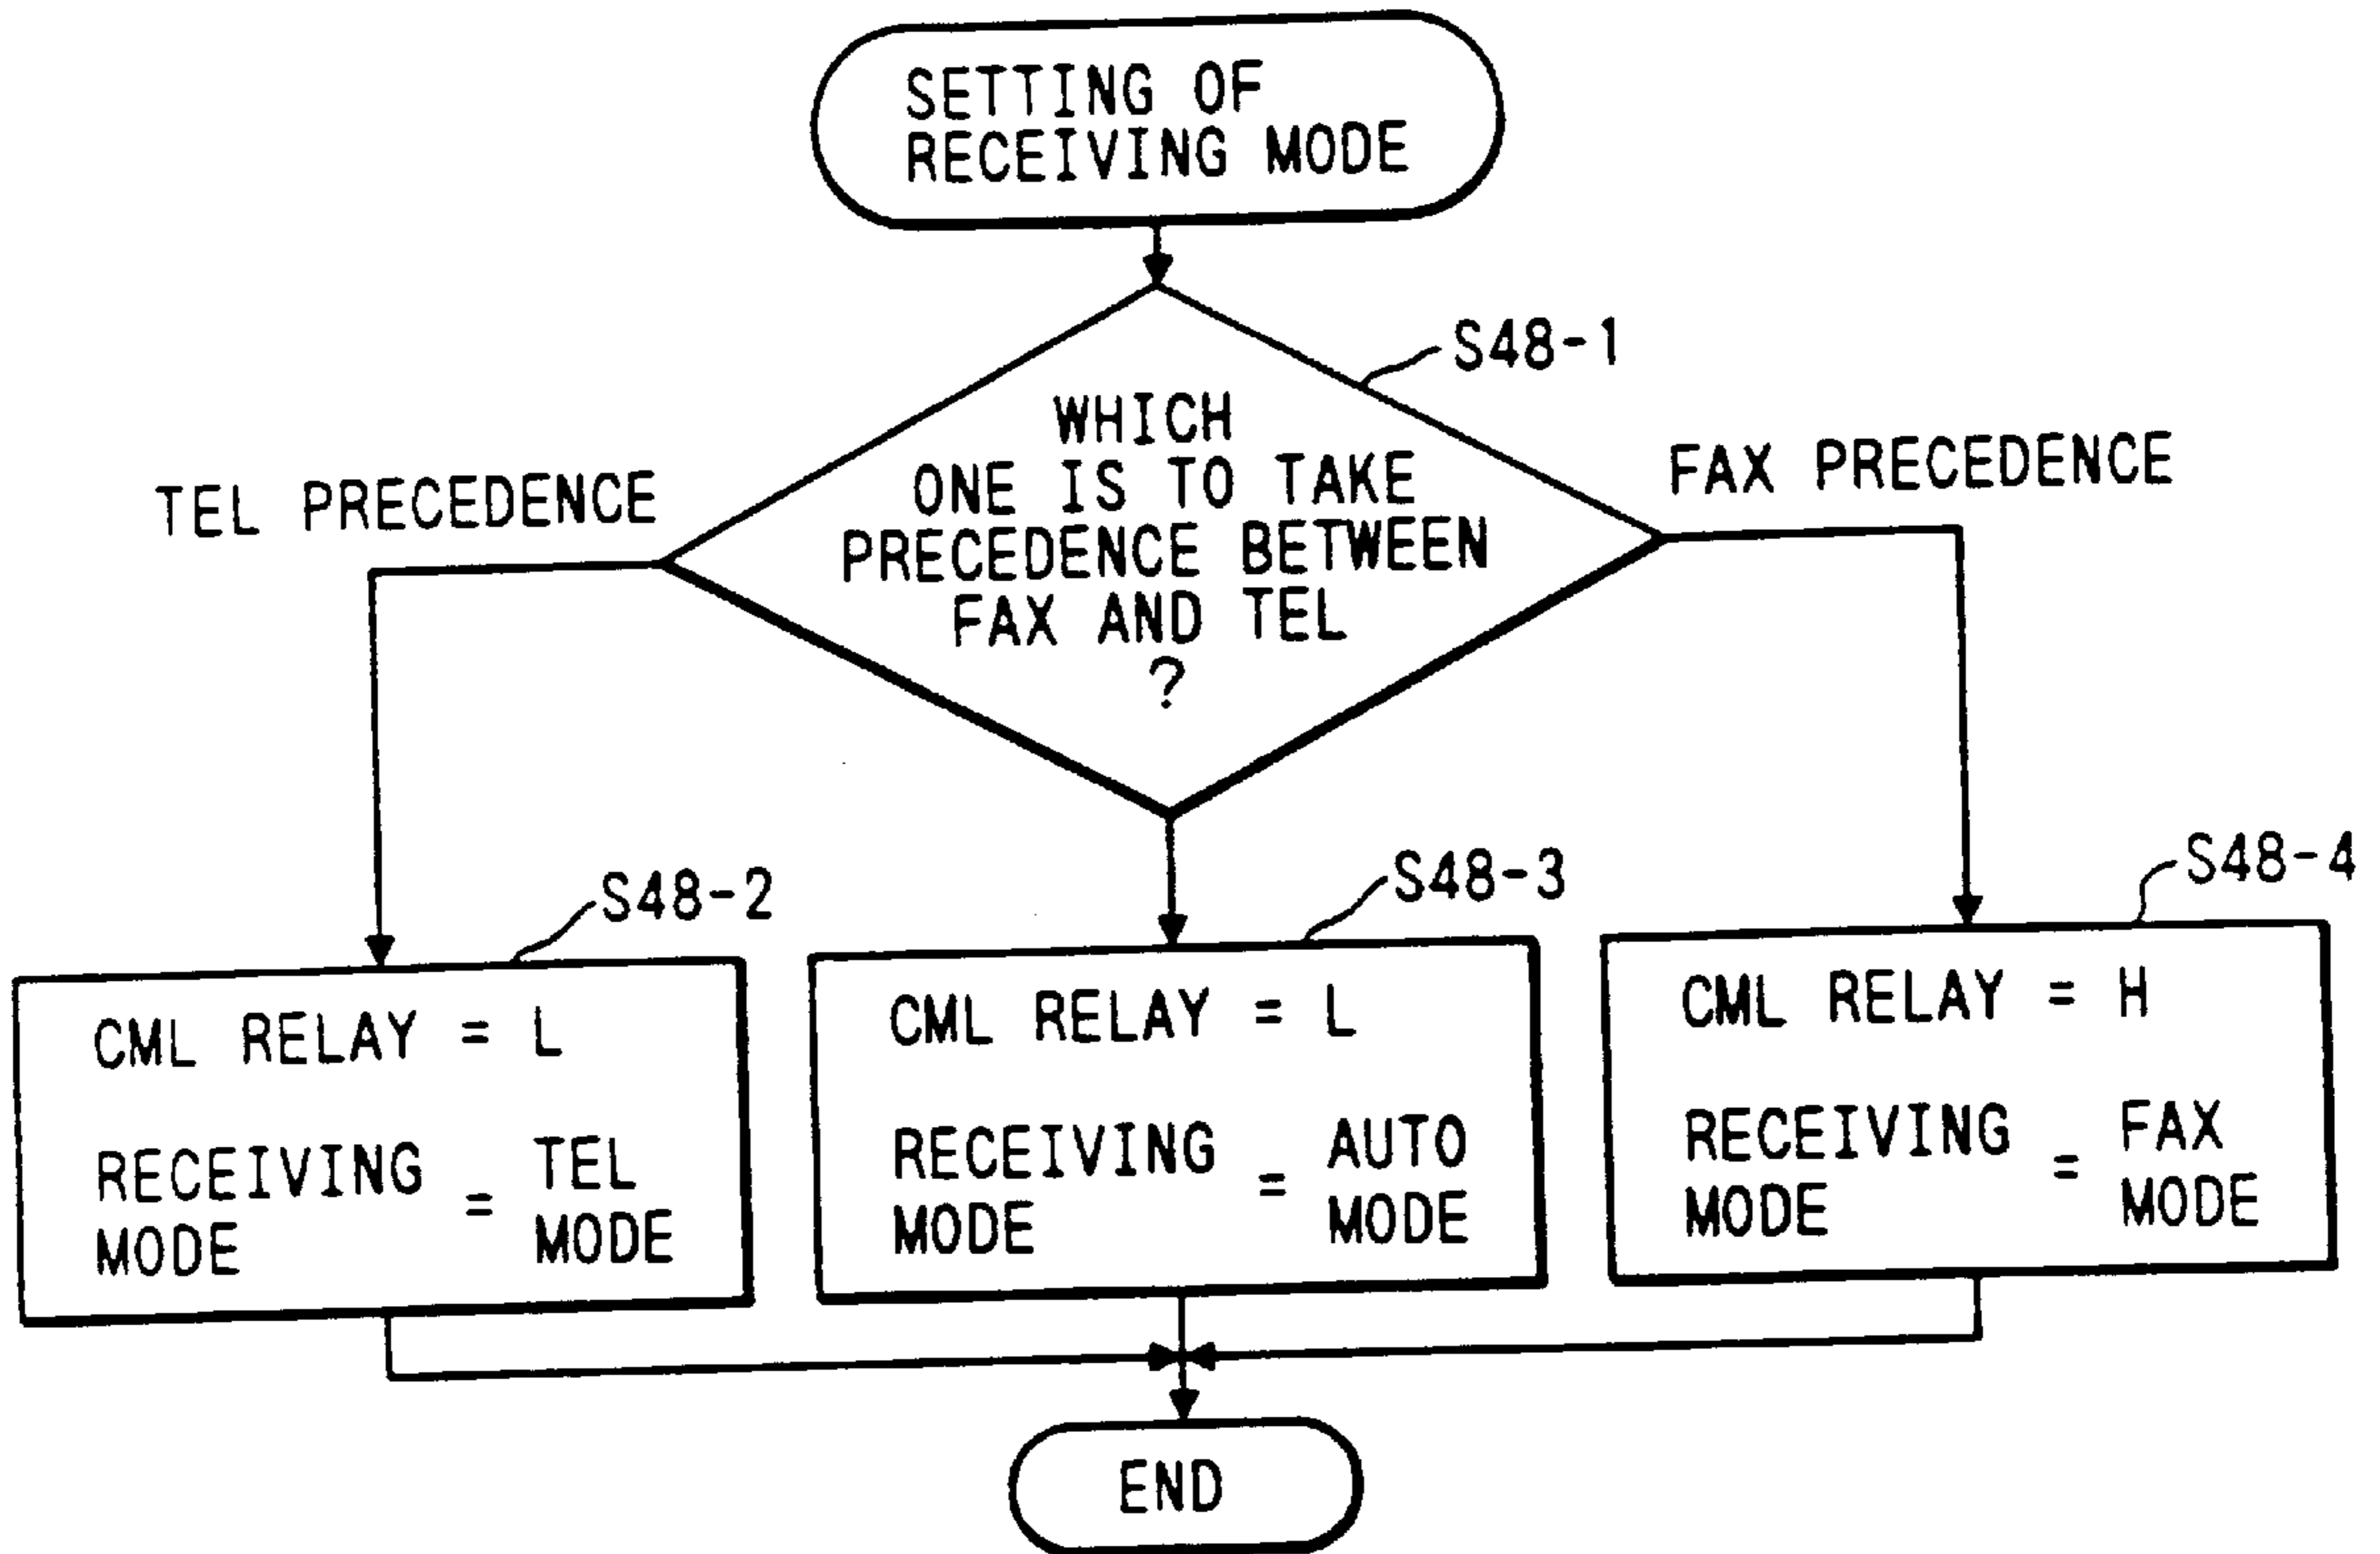 SETTING OF
RECEIVING MODE
S48-1
WHICH
ONE IS TO TAKE
PRECEDENCE BETWEEN
FAX AND TEL
?
TEL PRECEDENCE
FAX PRECEDENCE
S48-2
CML RELAY = L
RECEIVING MODE = TEL MODE
S48-3
CML RELAY = L
RECEIVING MODE = AUTO MODE
S48-4
CML RELAY = H
RECEIVING MODE = FAX MODE
END